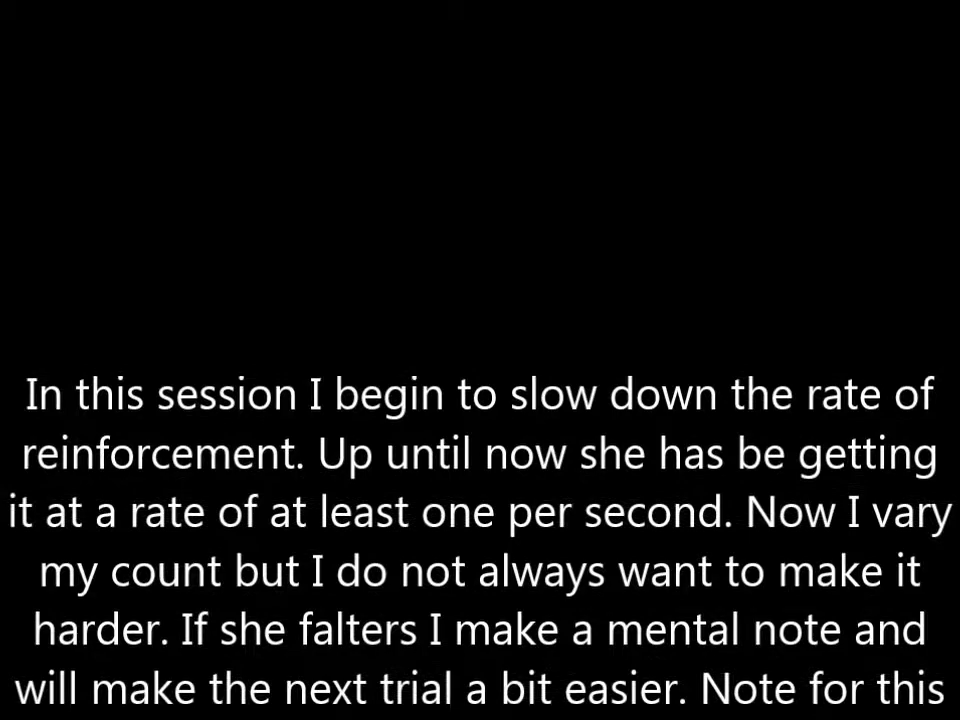 In this session I begin to slow down the rate of
reinforcement. Up until now she has be getting
it at a rate of at least one per second. Now I vary
my count but I do not always want to make it
harder. If she falters I make a mental note and
will make the next trial a bit easier. Note for this